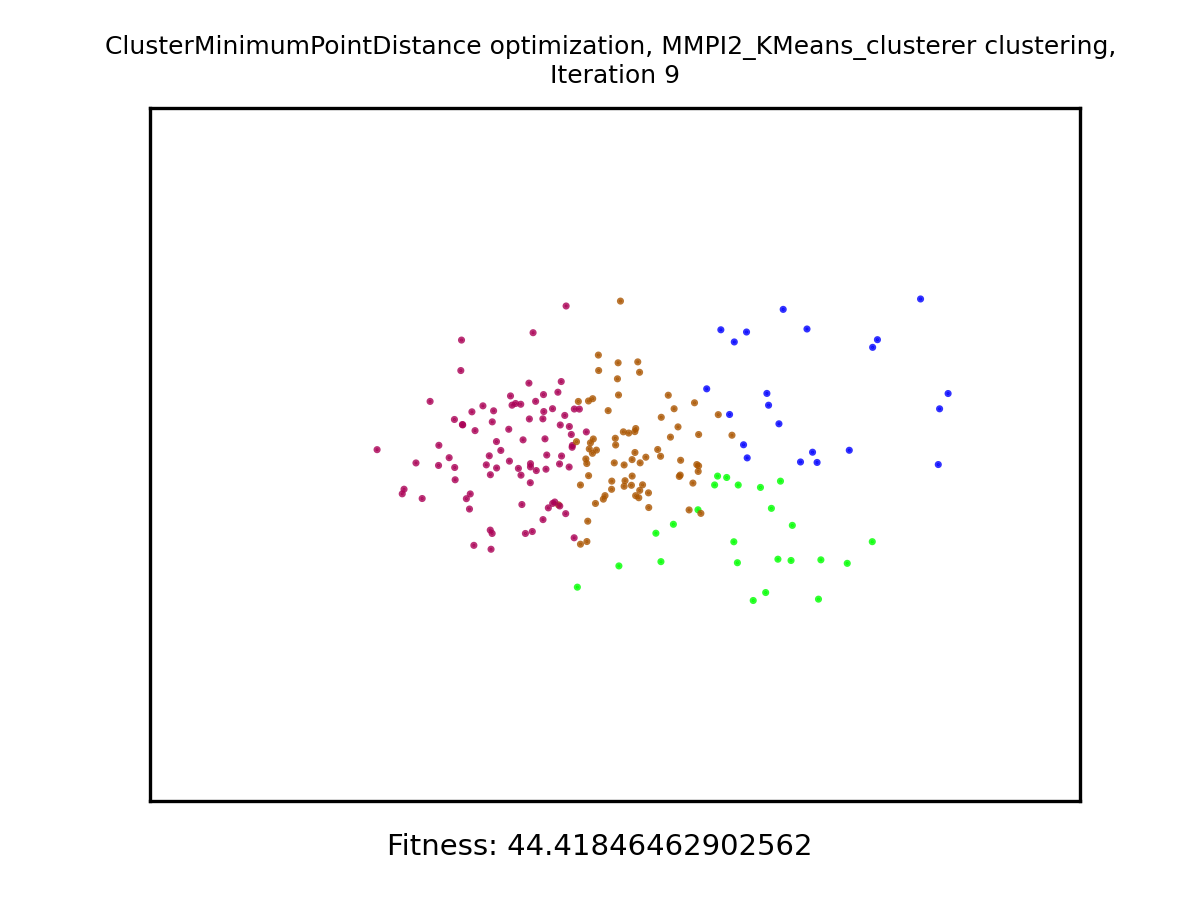 ClusterMinimumPointDistance optimization, MMPI2_KMeans_clusterer clustering,
Iteration 9
Fitness: 44.41846462902562